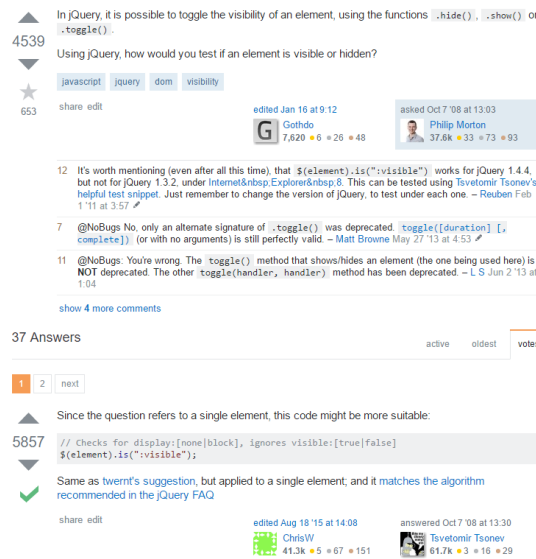 In jQuery, it is possible to toggle the visibility of an element, using the functions .hide() , .show() or
.toggle() .
4539
Using jQuery, how would you test if an element is visible or hidden?
javascript jquery dom visibility
653
share edit
edited Jan 16 at 9:12
Gothdo
7,620 6 26 48
asked Oct 7 '08 at 13:03
Philip Morton
37.6k 33 73 93
12 It's worth mentioning (even after all this time), that $(element).is(":visible") works for jQuery 1.4.4,
but not for jQuery 1.3.2, under Internet&nbsp;Explorer&nbsp;8. This can be tested using Tsvetomir Tsonev's
helpful test snippet. Just remember to change the version of jQuery, to test under each one. – Reuben Feb
1 '11 at 3:57
7 @NoBugs No, only an alternate signature of .toggle() was deprecated. toggle([duration] [,
complete]) (or with no arguments) is still perfectly valid. – Matt Browne May 27 '13 at 4:53
11 @NoBugs: You're wrong. The toggle() method that shows/hides an element (the one being used here) is
NOT deprecated. The other toggle(handler, handler) method has been deprecated. – L S Jun 2 '13 at
1:04
show 4 more comments
37 Answers
active oldest votes
1 2 next
Since the question refers to a single element, this code might be more suitable:
5857
// Checks for display:[none|block], ignores visible:[true|false]
$(element).is(":visible");
Same as twernt's suggestion, but applied to a single element; and it matches the algorithm
recommended in the jQuery FAQ
share edit
edited Aug 18 '15 at 14:08
ChrisW
41.3k 5 67 151
answered Oct 7 '08 at 13:30
Tsvetomir Tsonev
61.7k 3 16 29